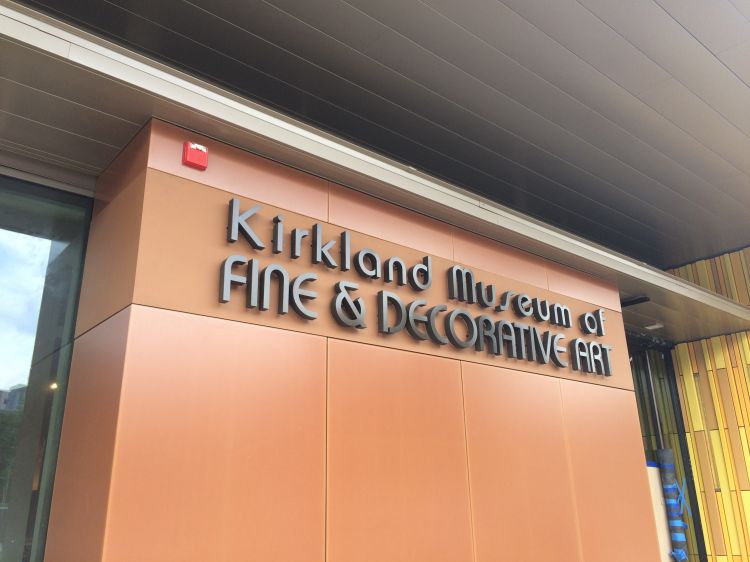 Kirkland Museum of
FINE & DECORATIVE ART